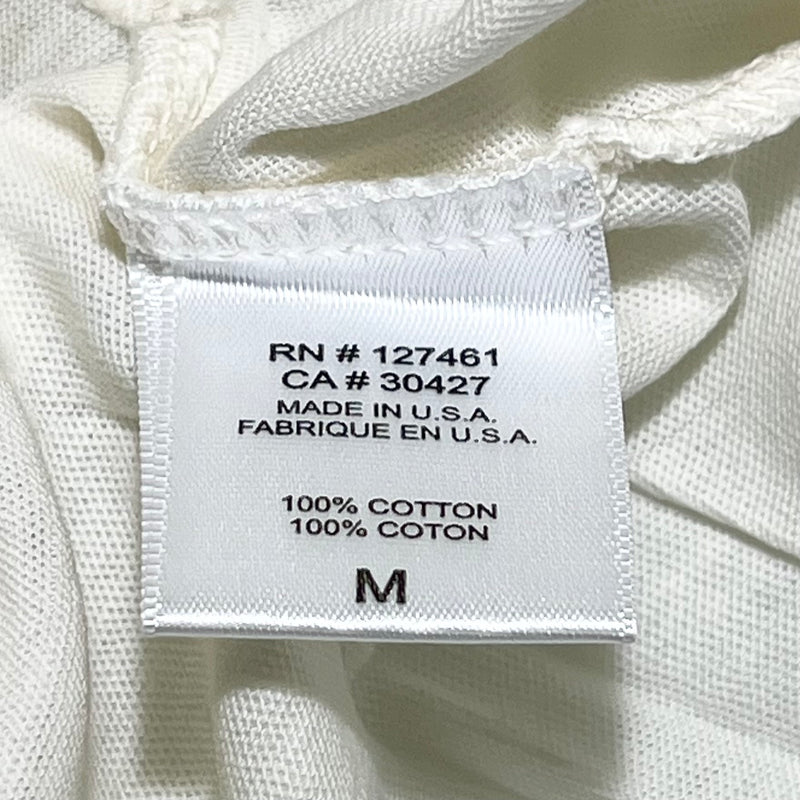 RN # 127461
CA # 30427
MADE IN U.S.A.
FABRIQUE EN U.S.A.
100% COTTON
100% COTON
M